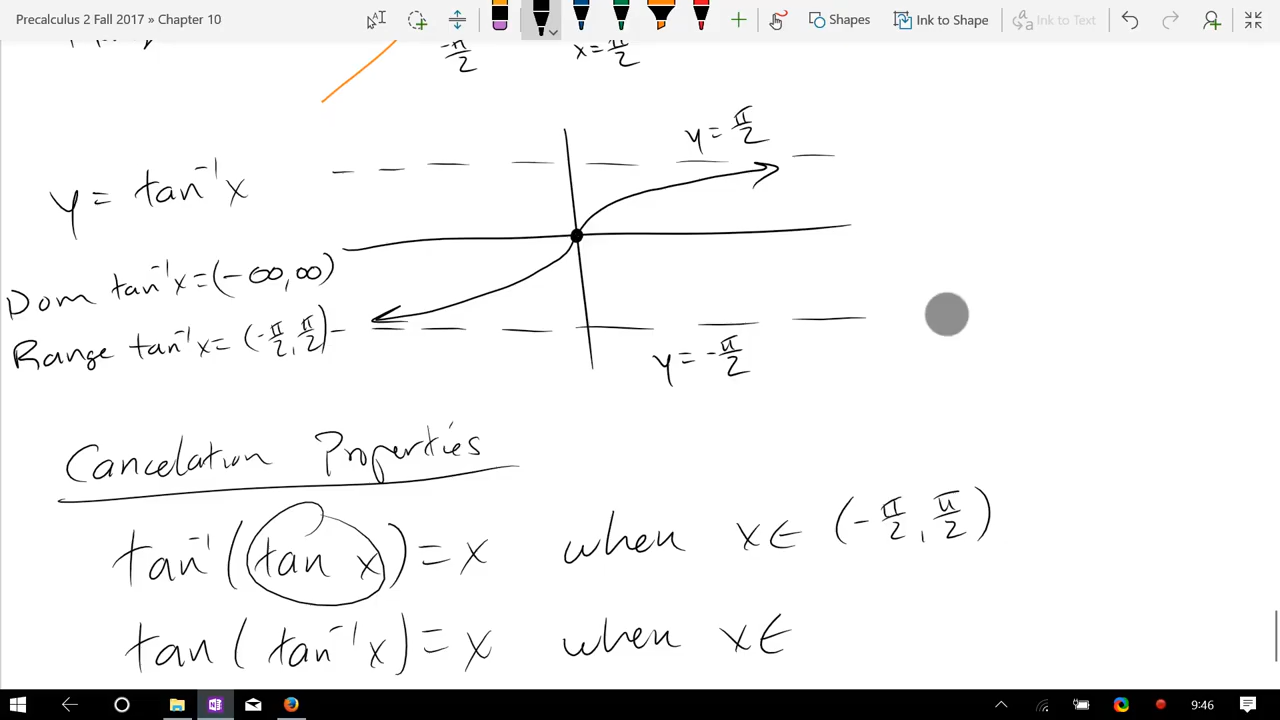 Precalculus 2 Fall 2017 » Chapter 10
Shapes
Ink to Shape
Ink to Text
-π/2
x = π/2
y = π/2
y = tan⁻¹ x
Dom tan⁻¹x = (-∞, ∞)
Range tan⁻¹x = (-π/2, π/2)
y = -π/2
Cancelation Properties
tan⁻¹(tan x) = x when x∈ (-π/2, π/2)
tan(tan⁻¹x) = x when x∈
9:46